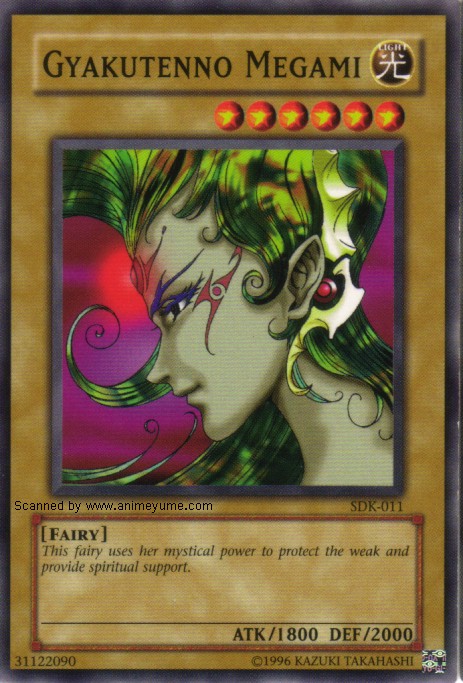 GYAKUTENNO MEGAMI
LIGHT
光
Scanned by www.animeyume.com
SDK-011
[FAIRY]
This fairy uses her mystical power to protect the weak and
provide spiritual support.
ATK/1800 DEF/2000
31122090
©1996 KAZUKI TAKAHASHI